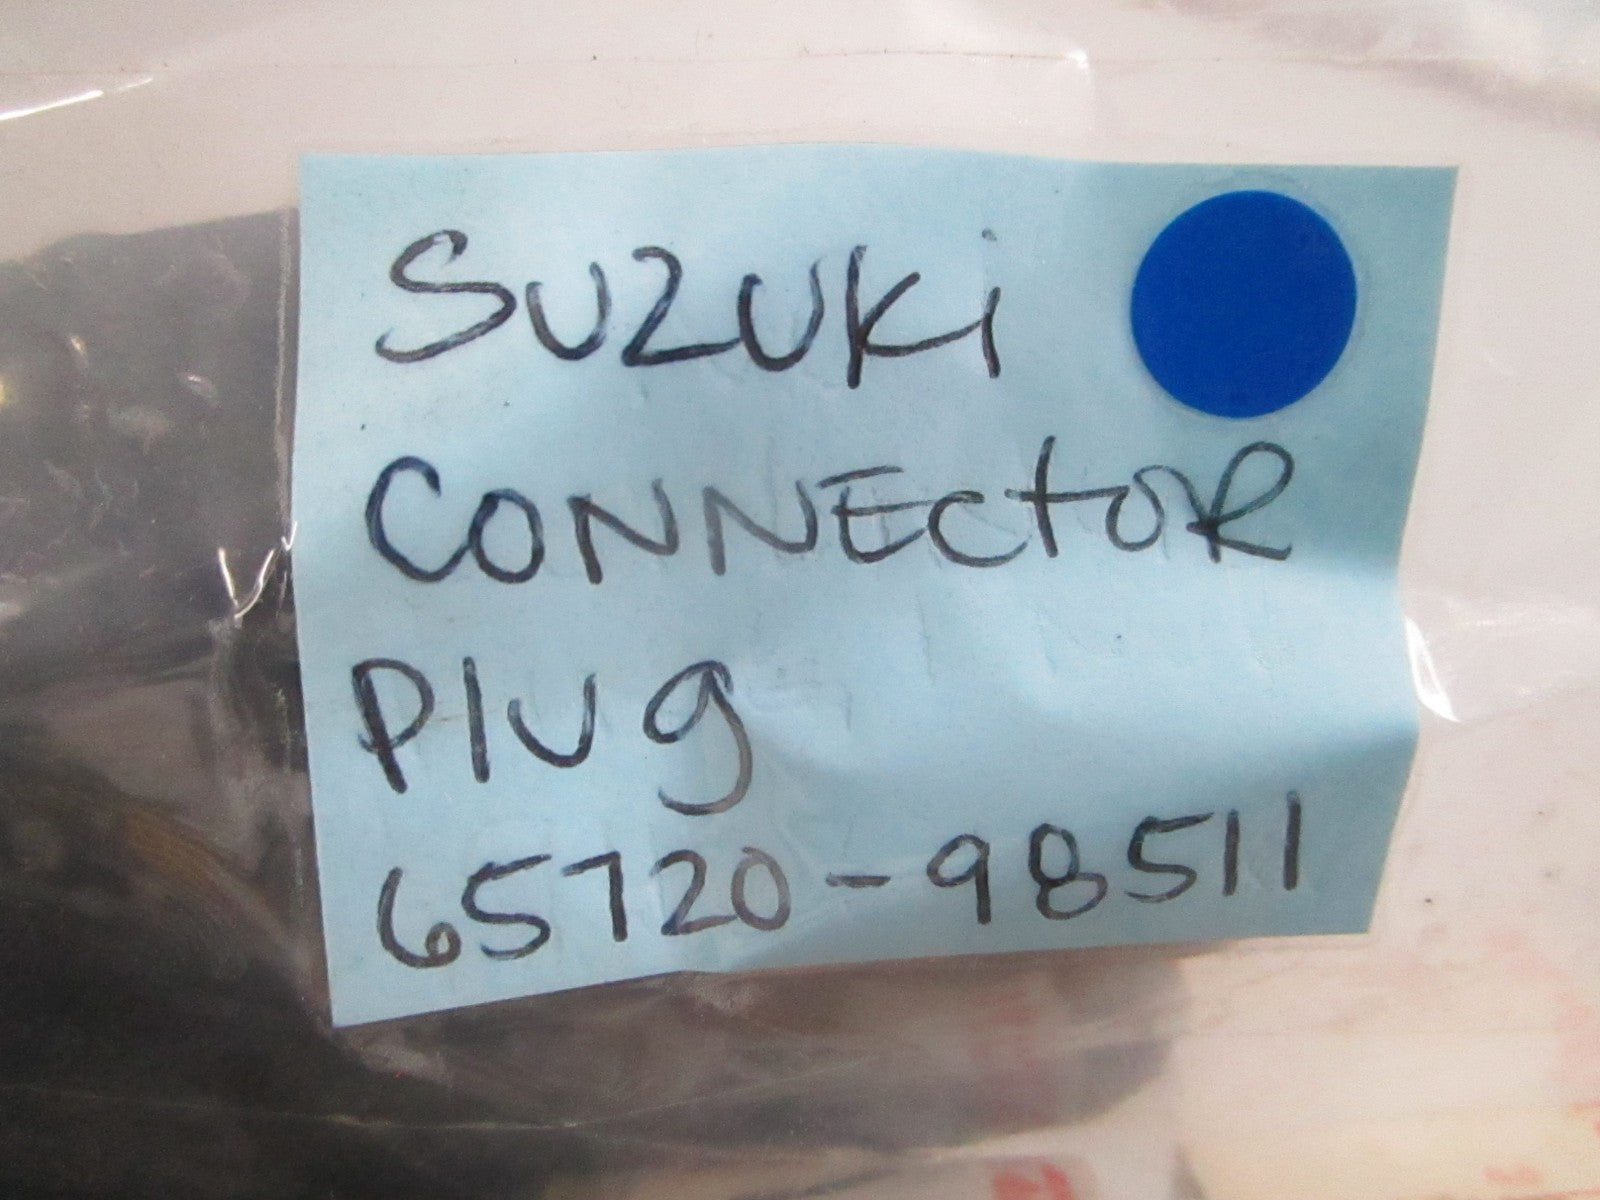 Suzuki
CONNECTOR
Plug
65720-98511